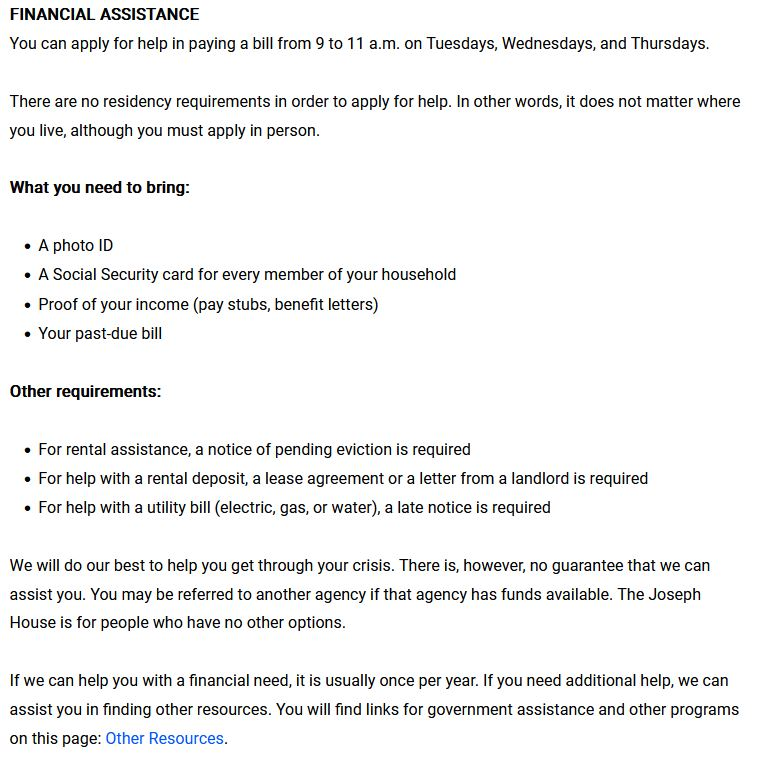 FINANCIAL ASSISTANCE
You can apply for help in paying a bill from 9 to 11 a.m. on Tuesdays, Wednesdays, and Thursdays.
There are no residency requirements in order to apply for help. In other words, it does not matter where
you live, although you must apply in person.
What you need to bring:
• A photo ID
• A Social Security card for every member of your household
• Proof of your income (pay stubs, benefit letters)
• Your past-due bill
Other requirements:
• For rental assistance, a notice of pending eviction is required
• For help with a rental deposit, a lease agreement or a letter from a landlord is required
• For help with a utility bill (electric, gas, or water), a late notice is required
We will do our best to help you get through your crisis. There is, however, no guarantee that we can
assist you. You may be referred to another agency if that agency has funds available. The Joseph
House is for people who have no other options.
If we can help you with a financial need, it is usually once per year. If you need additional help, we can
assist you in finding other resources. You will find links for government assistance and other programs
on this page: Other Resources.